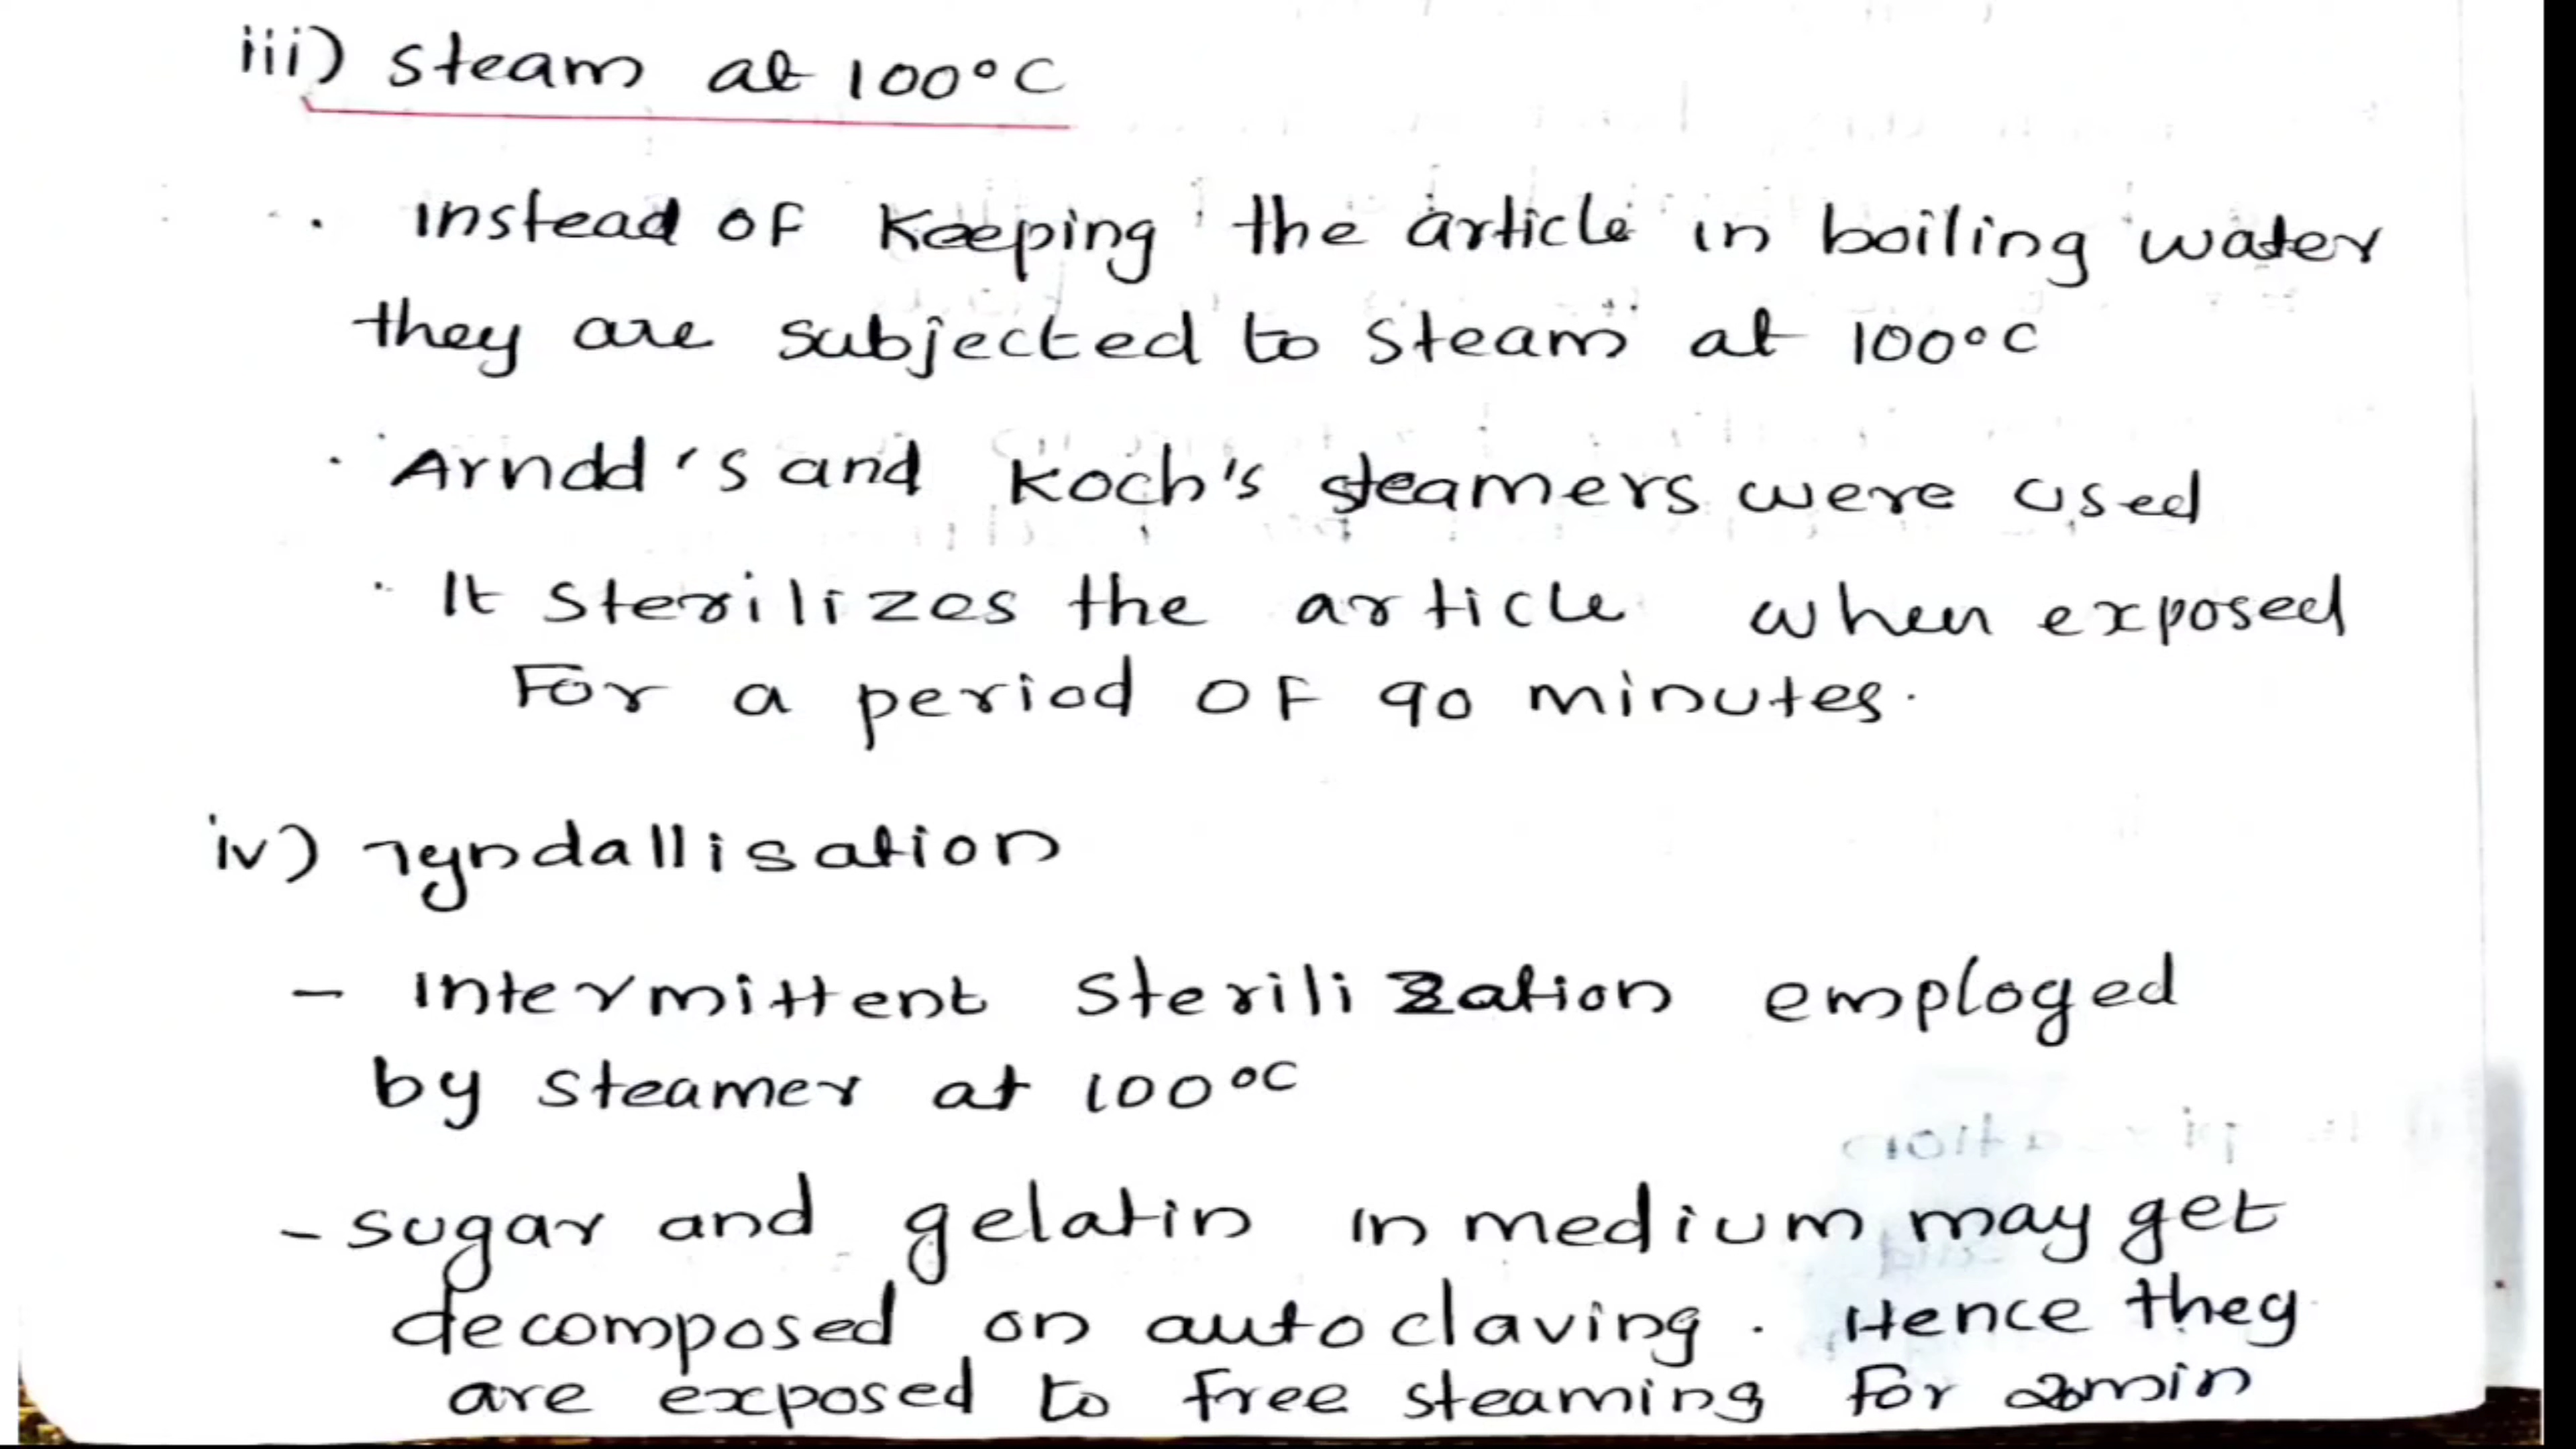 iii) steam at 100°C
· Instead of Keeping the article in boiling water
they are subjected to steam at 100°C
· Arndd's and Koch's steamers were used
· It sterilizes the article when exposed
For a period of 90 minutes.
iv) Tyndallisation
- Intermittent sterilization employed
by steamer at 100°C
- sugar and gelatin in medium may get
decomposed on autoclaving. Hence they
are exposed to free steaming for 20min